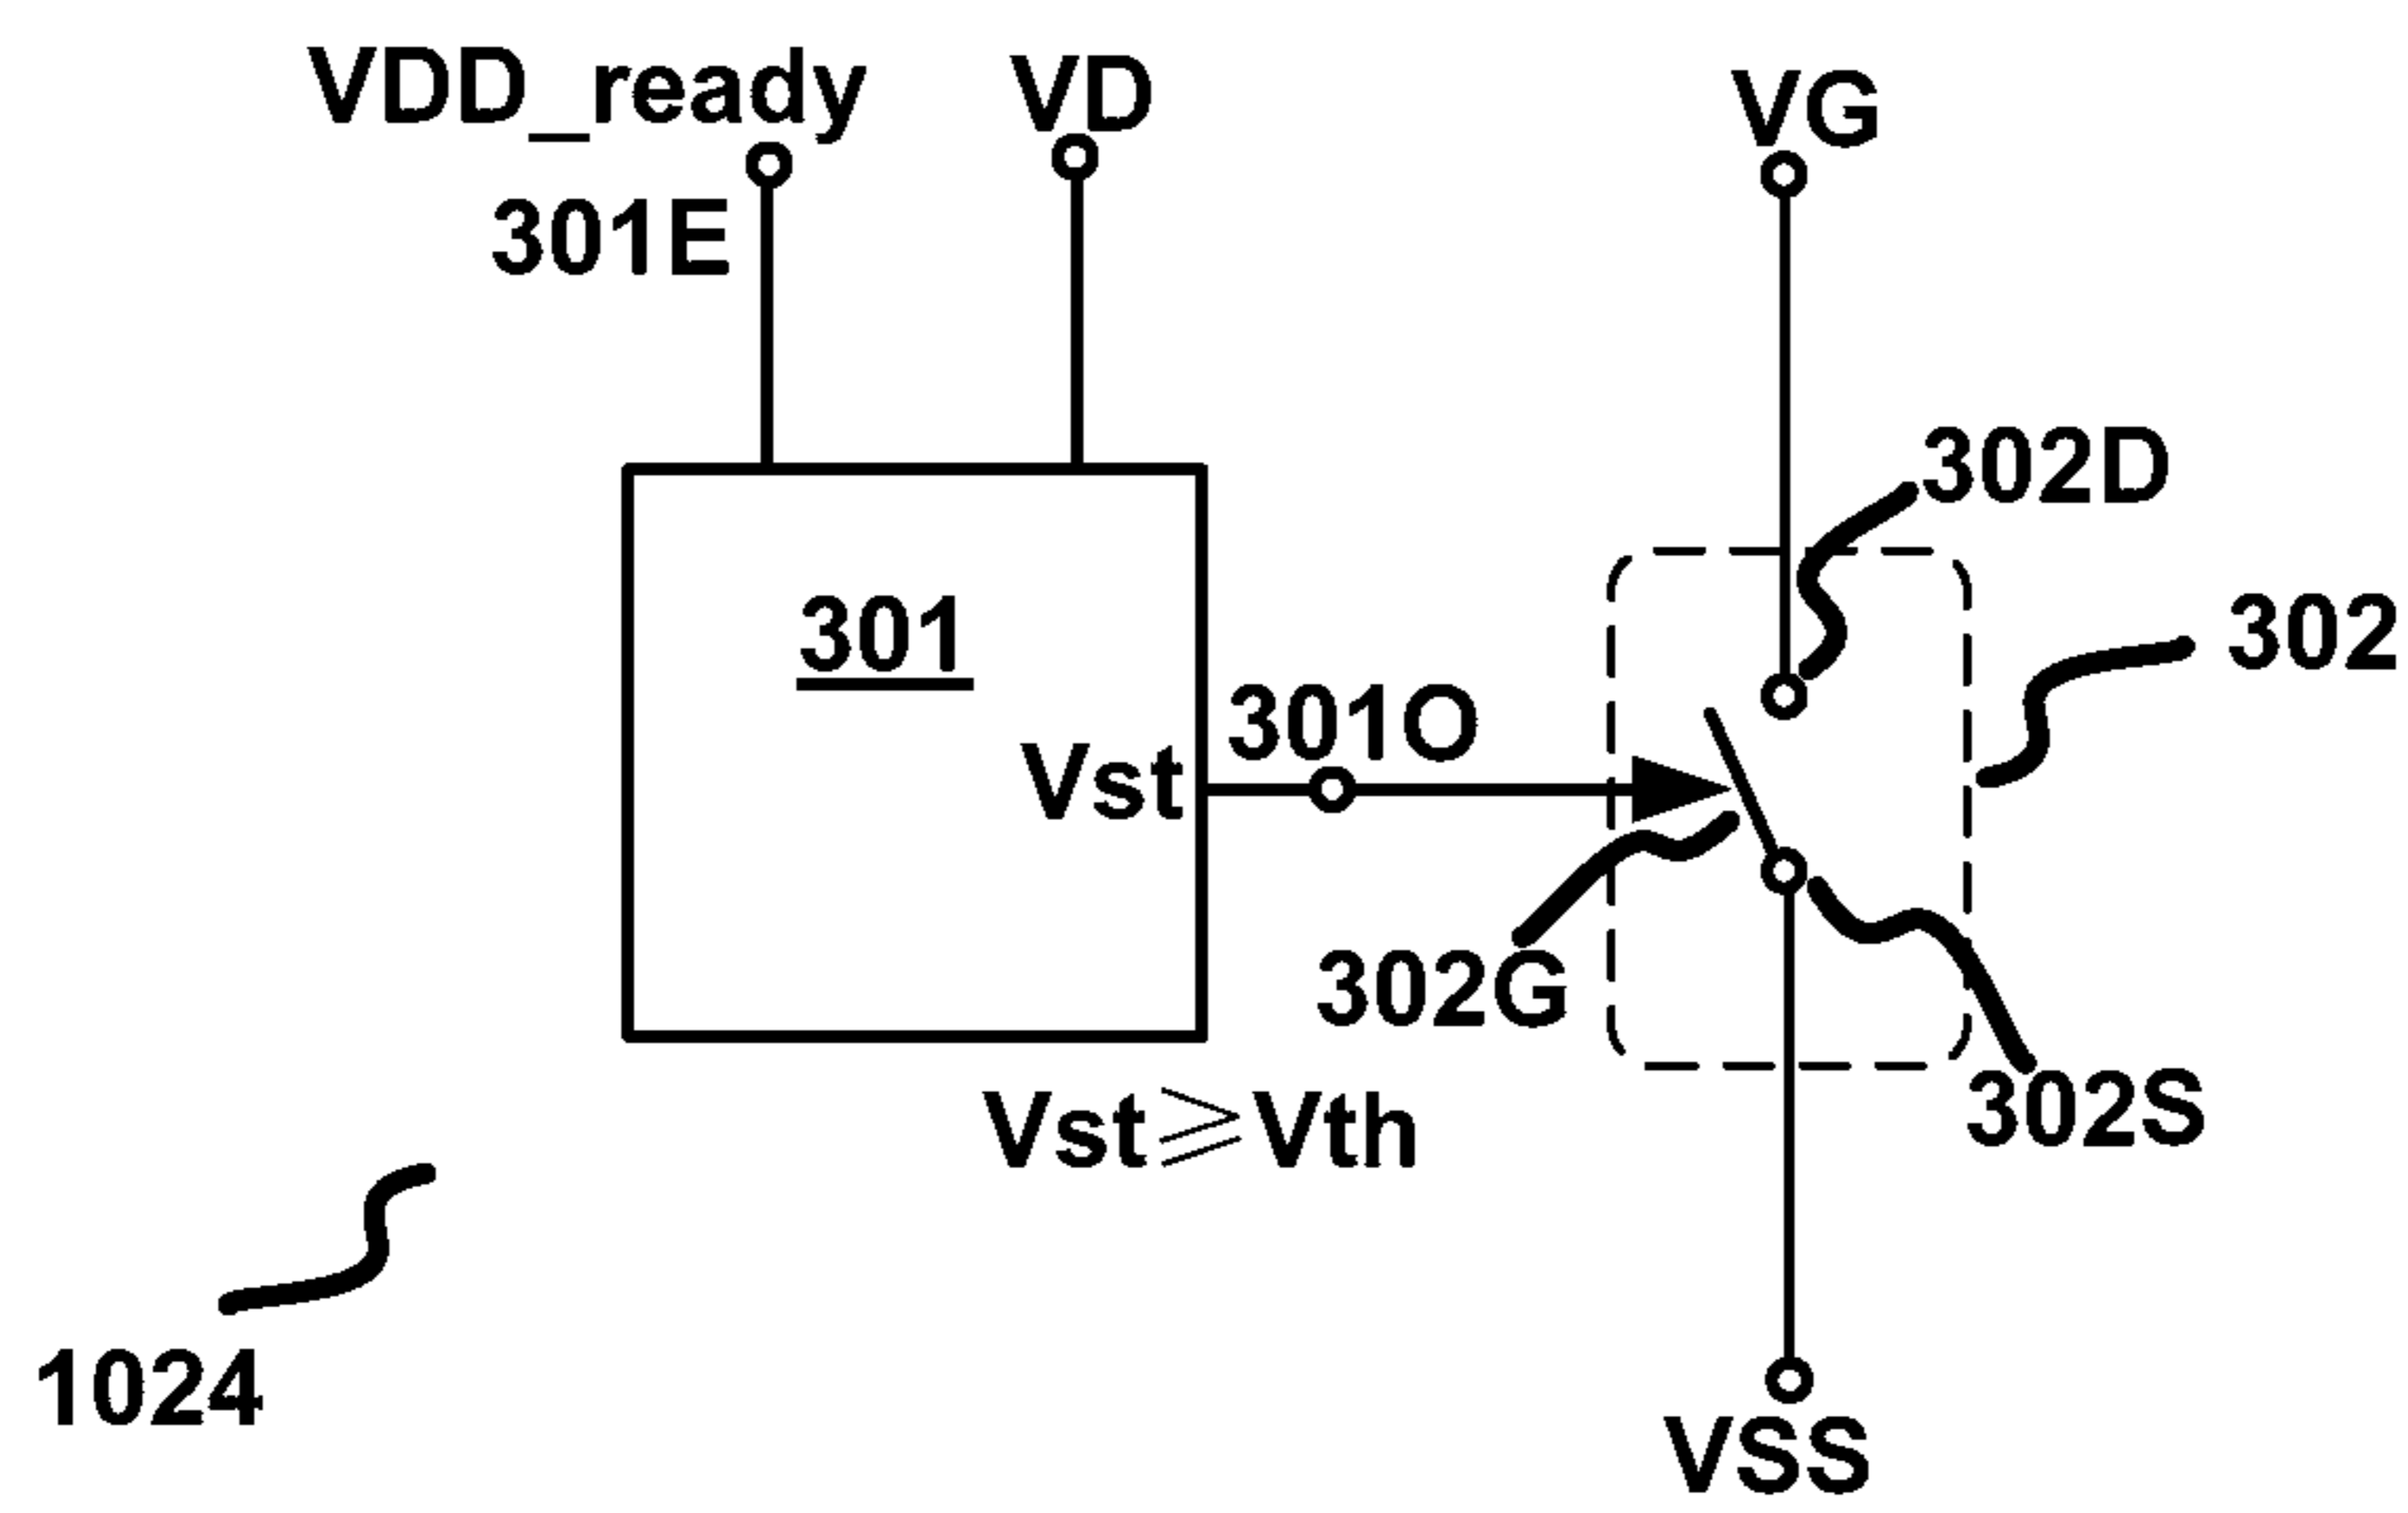 VDD_ready
VD
VG
301E
302D
301
302
301O
Vst
302G
Vst⩾Vth
302S
1024
VSS